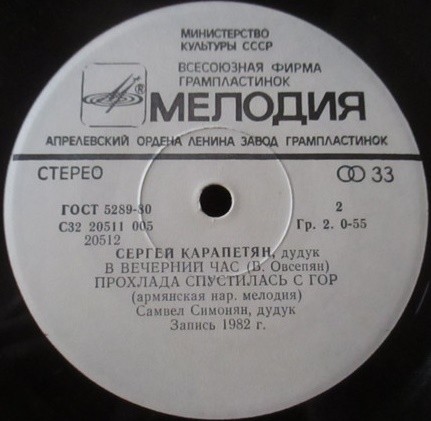 МИНИСТЕРСТВО
КУЛЬТУРЫ СССР
ВСЕСОЮЗНАЯ ФИРМА
ГРАМПЛАСТИНОК
МЕЛОДИЯ
АПРЕЛЕВСКИЙ ОРДЕНА ЛЕНИНА ЗАВОД ГРАМПЛАСТИНОК
СТЕРЕО 33
ГОСТ 5289-80 2
С32 20511 005 Гр. 2. 0-55
20512
СЕРГЕЙ КАРАПЕТЯН, дудук
В ВЕЧЕРНИЙ ЧАС (В. Овсепян)
ПРОХЛАДА СПУСТИЛАСЬ С ГОР
(армянская нар. мелодия)
Самвел Симонян, дудук
Запись 1982 г.